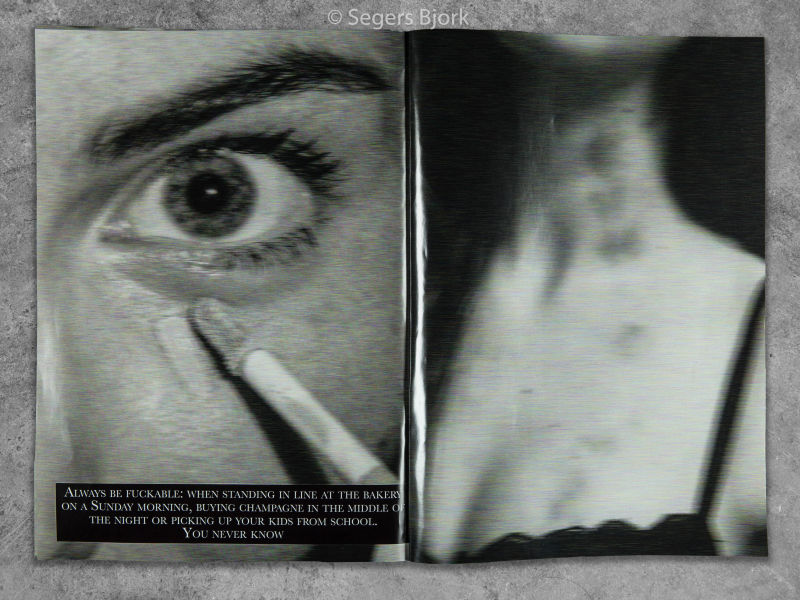 © Segers Bjork
Always be fuckable: when standing in line at the bakery
on a Sunday morning, buying champagne in the middle of
the night or picking up your kids from school.
You never know